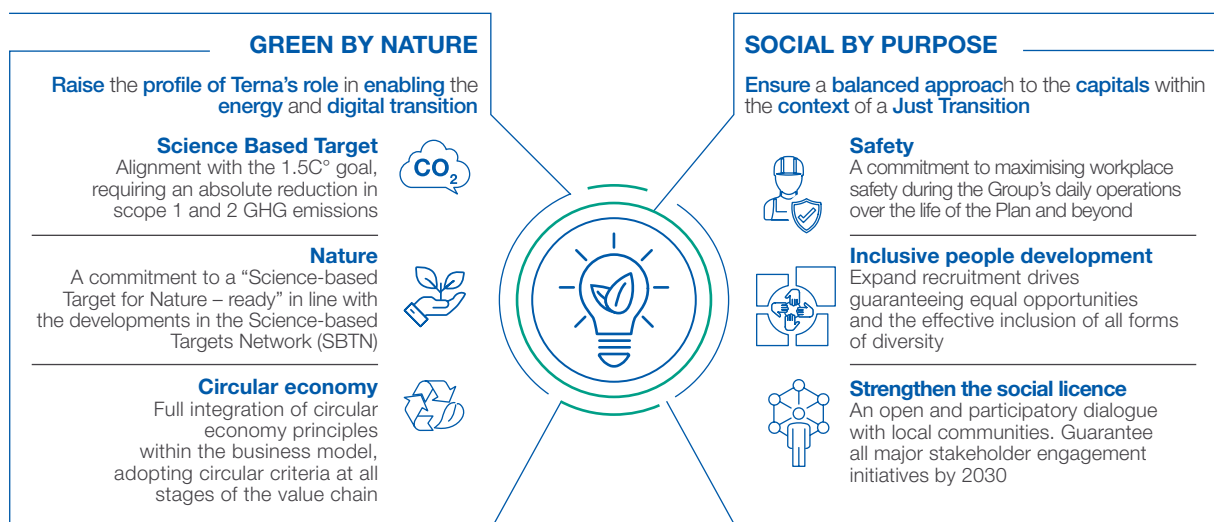 GREEN BY NATURE
Raise the profile of Terna’s role in enabling the
energy and digital transition
Science Based Target
Alignment with the 1.5C° goal,
requiring an absolute reduction in
scope 1 and 2 GHG emissions
CO2
Nature
A commitment to a “Science-based
Target for Nature – ready” in line with
the developments in the Science-based
Targets Network (SBTN)
Circular economy
Full integration of circular
economy principles
within the business model,
adopting circular criteria at all
stages of the value chain
SOCIAL BY PURPOSE
Ensure a balanced approach to the capitals within
the context of a Just Transition
Safety
A commitment to maximising workplace
safety during the Group’s daily operations
over the life of the Plan and beyond
Inclusive people development
Expand recruitment drives
guaranteeing equal opportunities
and the effective inclusion of all forms
of diversity
Strengthen the social licence
An open and participatory dialogue
with local communities. Guarantee
all major stakeholder engagement
initiatives by 2030